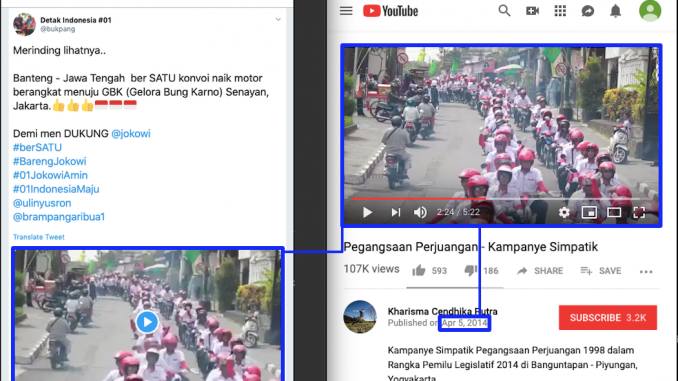 Detak Indonesia #01
@bukpang
Merinding lihatnya..
Banteng - Jawa Tengah ber SATU konvoi naik motor
berangkat menuju GBK (Gelora Bung Karno) Senayan,
Jakarta.👍👍👍🇮🇩🇮🇩🇮🇩
Demi men DUKUNG @jokowi
#berSATU
#BarengJokowi
#01JokowiAmin
#01IndonesiaMaju
@ulinyusron
@brampangaribua1
Translate Tweet
YouTube
2:24 / 5:22
Pegangsaan Perjuangan - Kampanye Simpatik
107K views
593
186
SHARE
SAVE
Kharisma Cendhika Putra
Published on Apr 5, 2014
SUBSCRIBE 3.2K
Kampanye Simpatik Pegangsaan Perjuangan 1998 dalam
Rangka Pemilu Legislatif 2014 di Banguntapan - Piyungan,
Yogyakarta